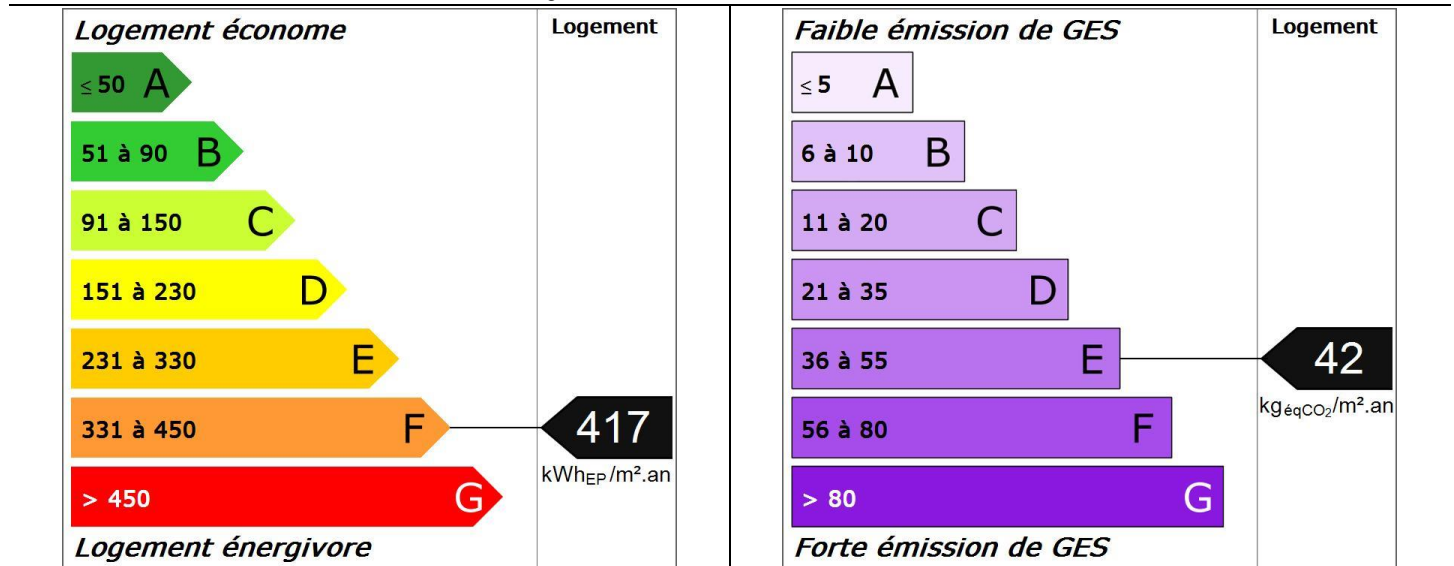 Logement économe
Logement
≤ 50 A
51 à 90 B
91 à 150 C
151 à 230 D
231 à 330 E
331 à 450 F
417
kWhEP/m².an
> 450 G
Logement énergivore
Faible émission de GES
Logement
≤ 5 A
6 à 10 B
11 à 20 C
21 à 35 D
36 à 55 E
42
kgéqCO₂/m².an
56 à 80 F
> 80 G
Forte émission de GES